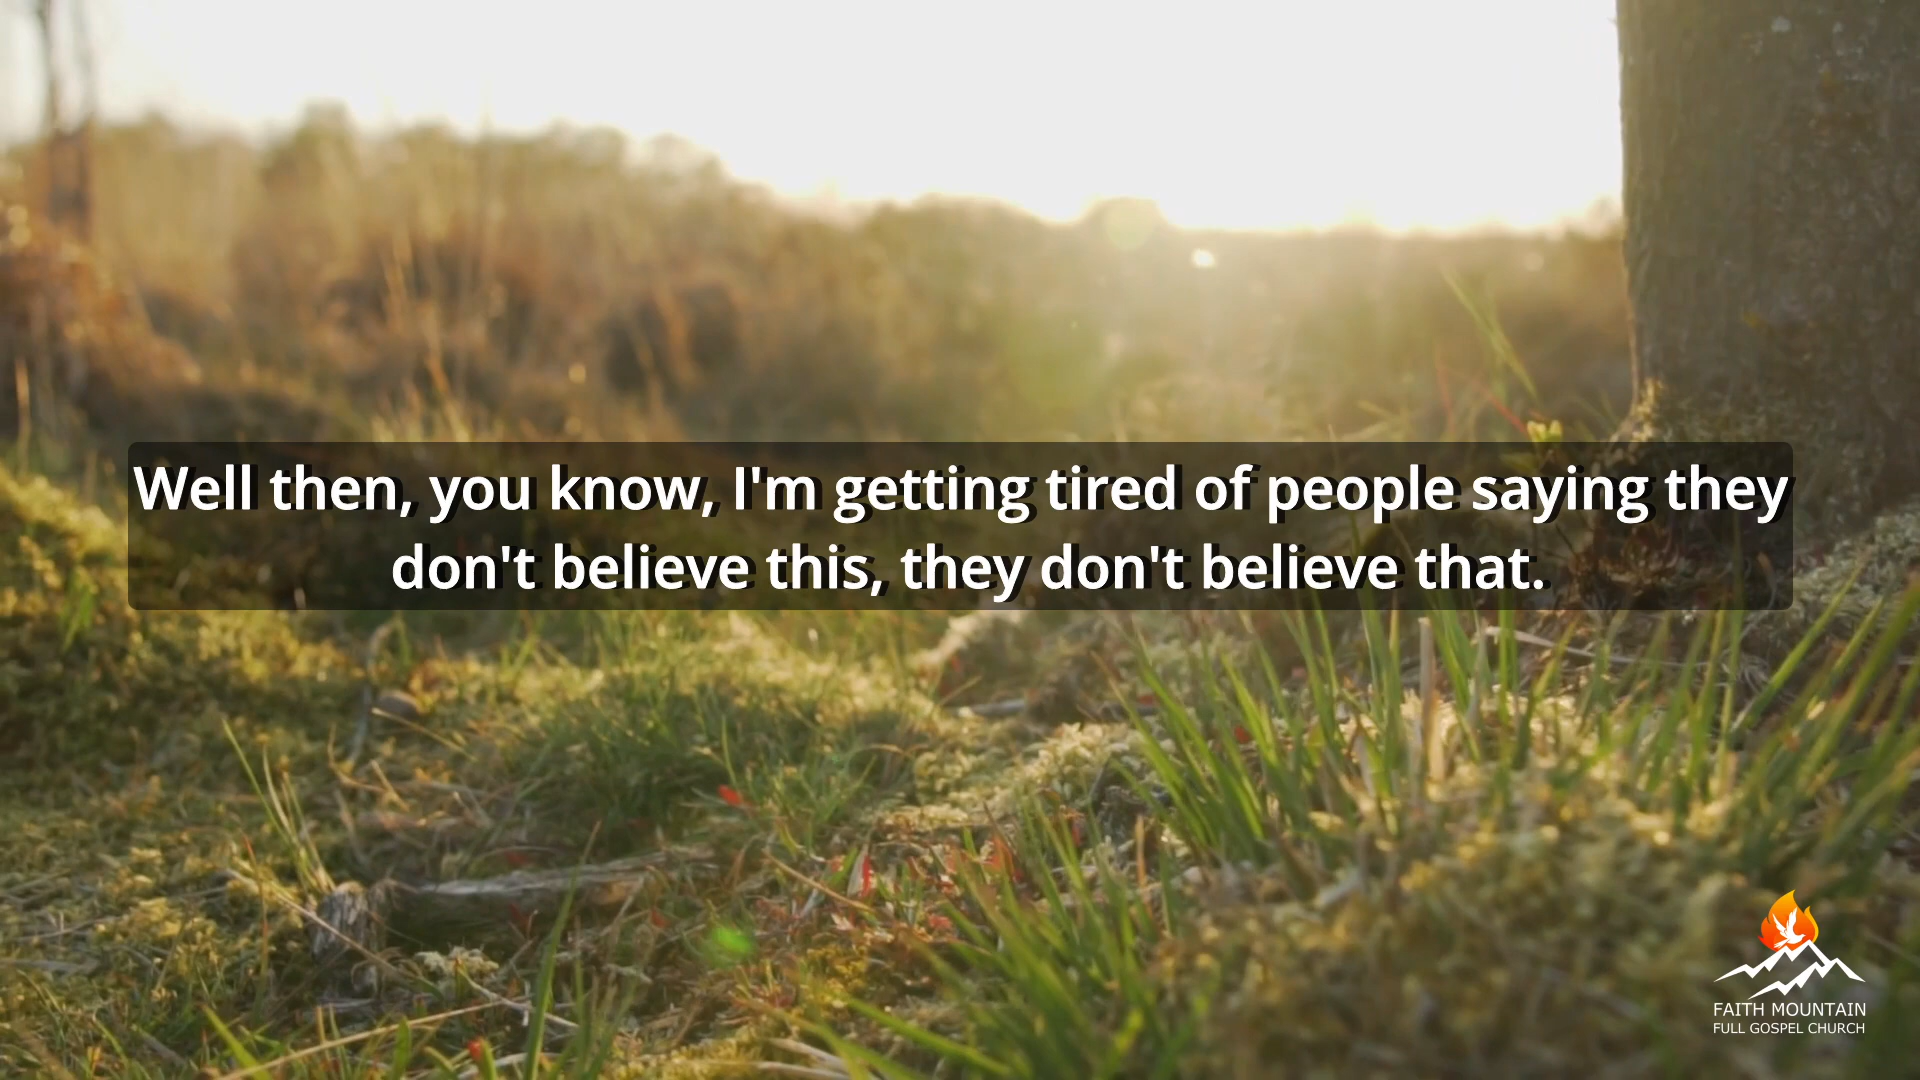 Well then, you know, I'm getting tired of people saying they
don't believe this, they don't believe that.
FAITH MOUNTAIN
FULL GOSPEL CHURCH